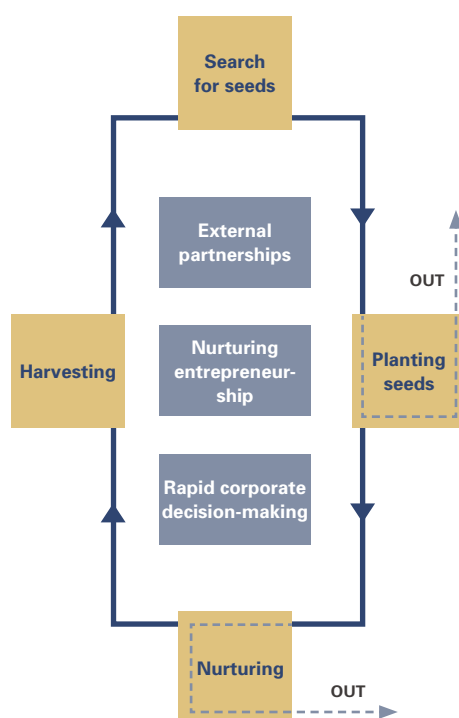 Search
for seeds
External
partnerships
OUT
Harvesting
Nurturing
entrepreneur-
ship
Planting
seeds
Rapid corporate
decision-making
Nurturing
OUT